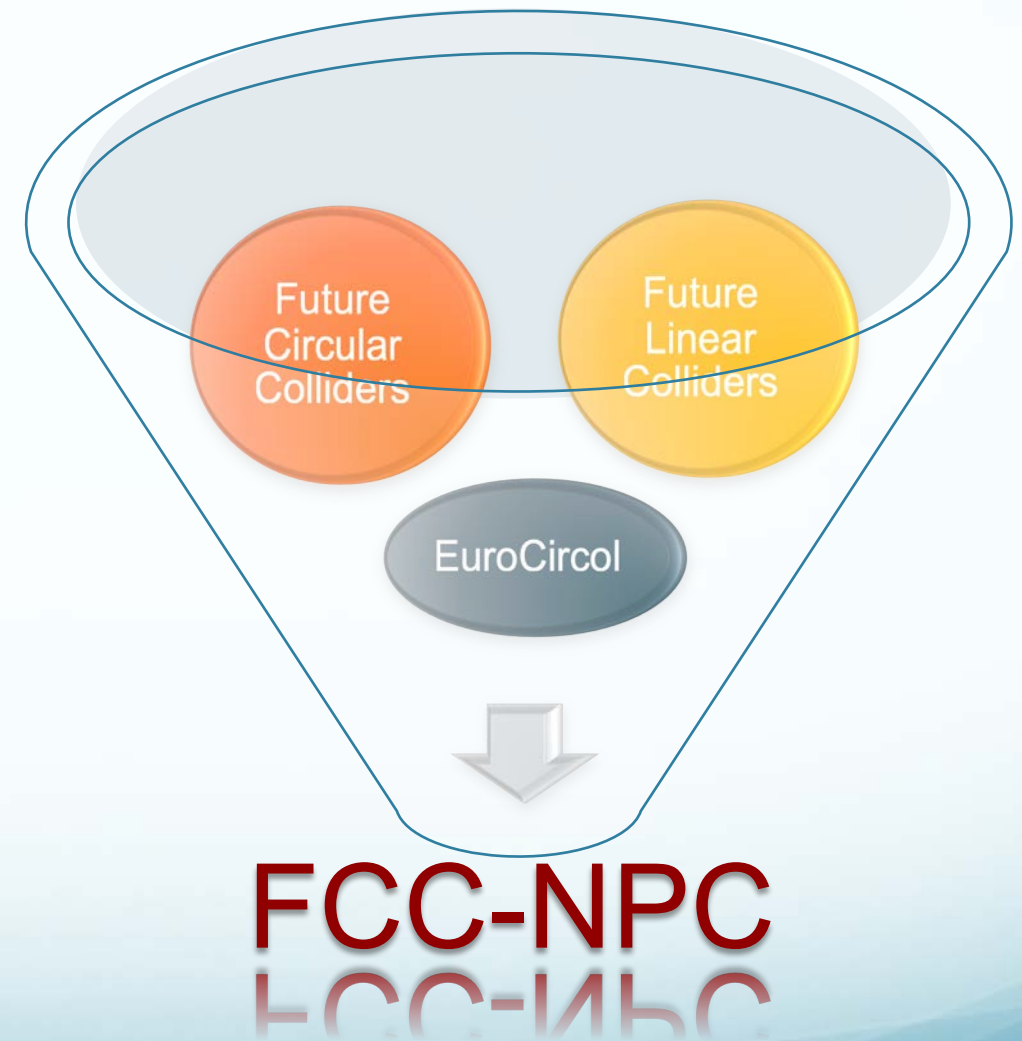 Future
Circular
Colliders
Future
Linear
Colliders
EuroCircol
FCC-NPC